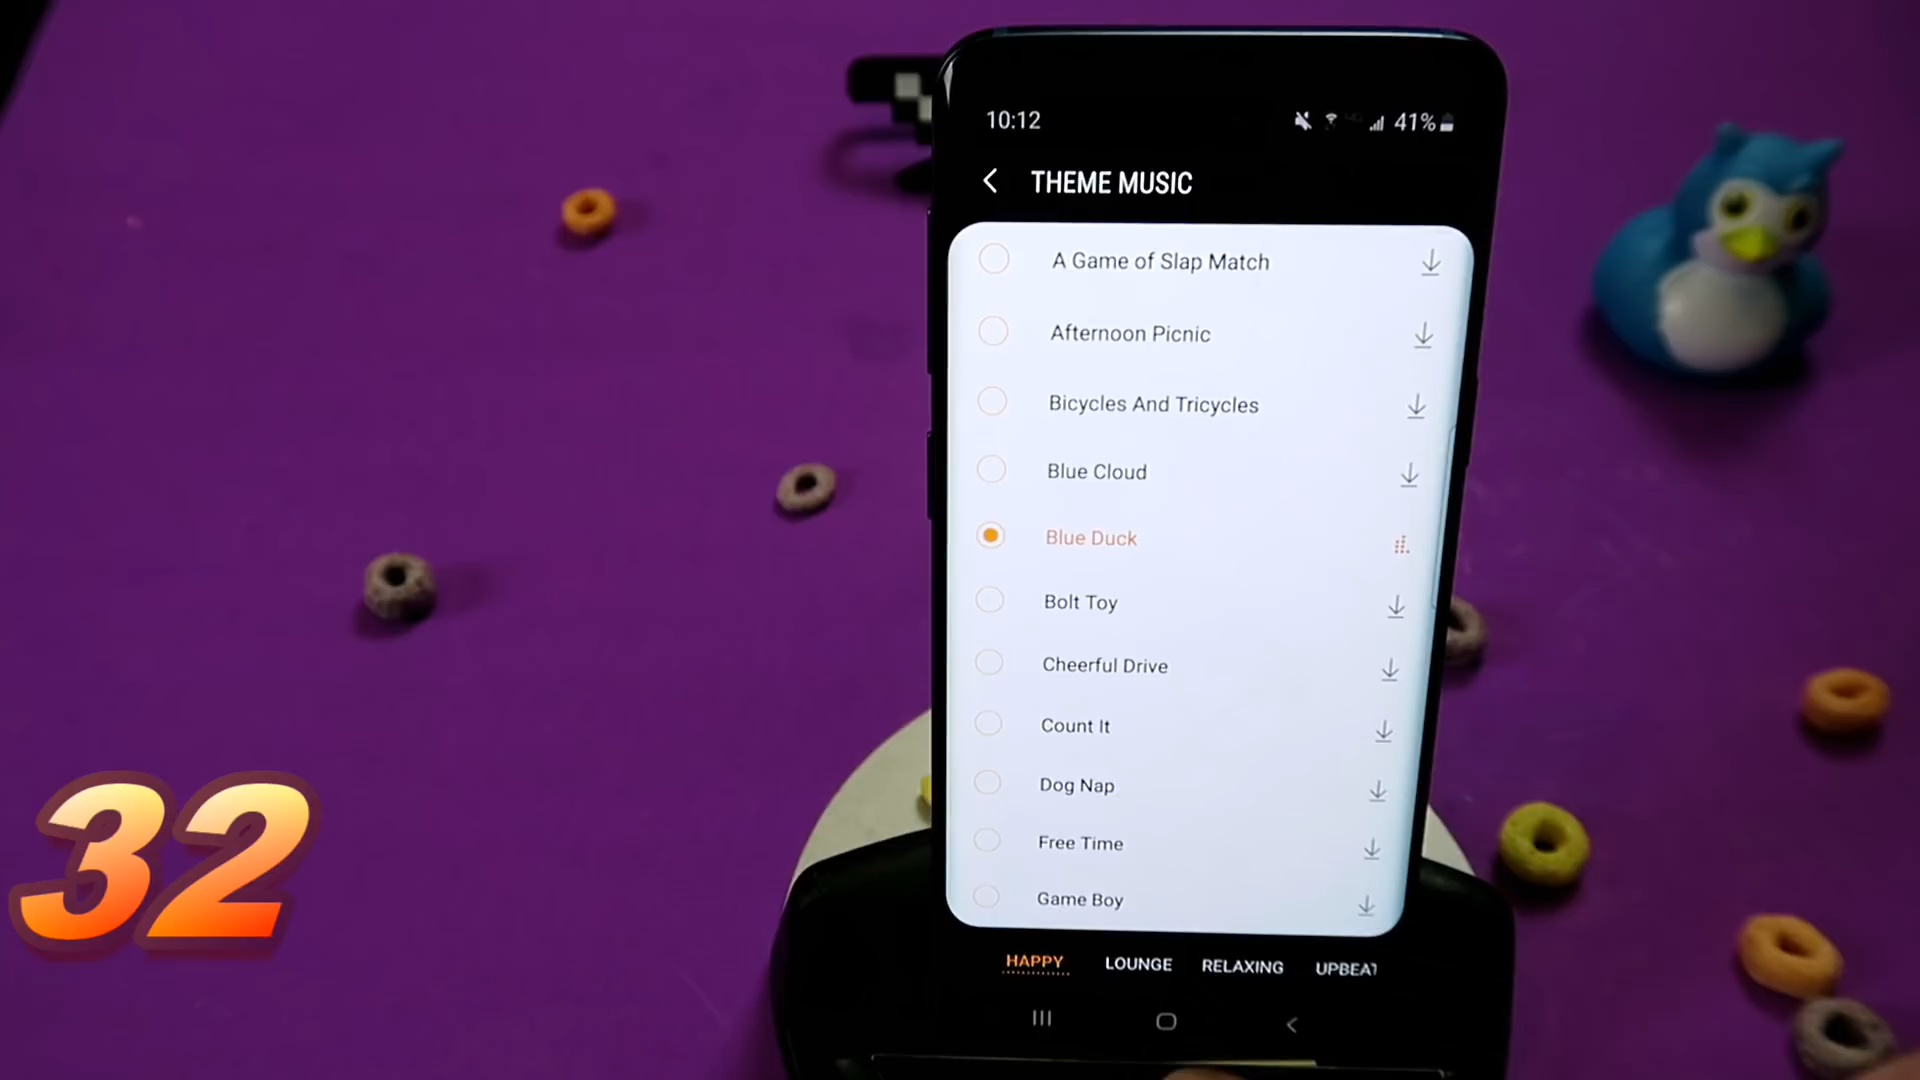 10:12
41%
THEME MUSIC
A Game of Slap Match
Afternoon Picnic
Bicycles And Tricycles
Blue Cloud
Blue Duck
Bolt Toy
Cheerful Drive
Count It
Dog Nap
Free Time
Game Boy
HAPPY LOUNGE RELAXING UPBEAT
32